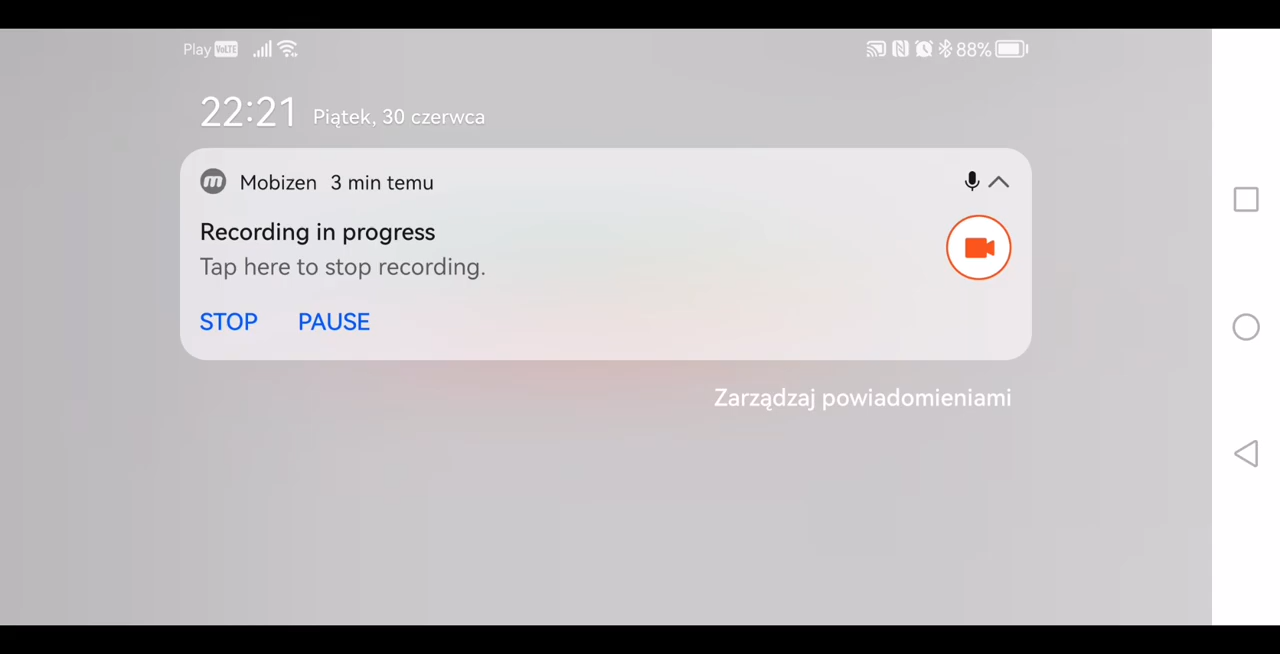 Play VoLTE 88%
22:21 Piątek, 30 czerwca
m Mobizen 3 min temu
Recording in progress
Tap here to stop recording.
STOP PAUSE
Zarządzaj powiadomieniami